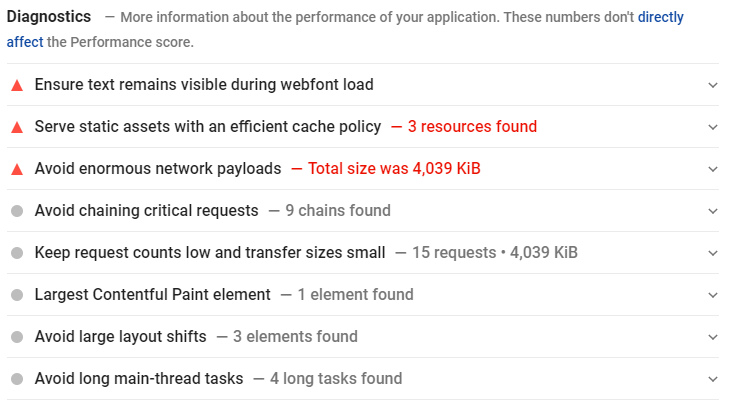 Diagnostics — More information about the performance of your application. These numbers don't directly
affect the Performance score.
Ensure text remains visible during webfont load
Serve static assets with an efficient cache policy — 3 resources found
Avoid enormous network payloads — Total size was 4,039 KiB
Avoid chaining critical requests — 9 chains found
Keep request counts low and transfer sizes small — 15 requests • 4,039 KiB
Largest Contentful Paint element — 1 element found
Avoid large layout shifts — 3 elements found
Avoid long main-thread tasks — 4 long tasks found